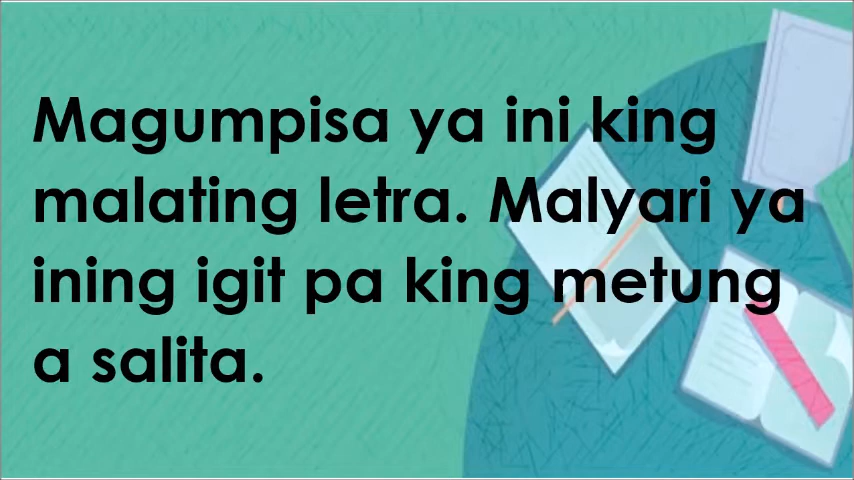 Magumpisa ya ini king
malating letra. Malyari ya
ining igit pa king metung
a salita.